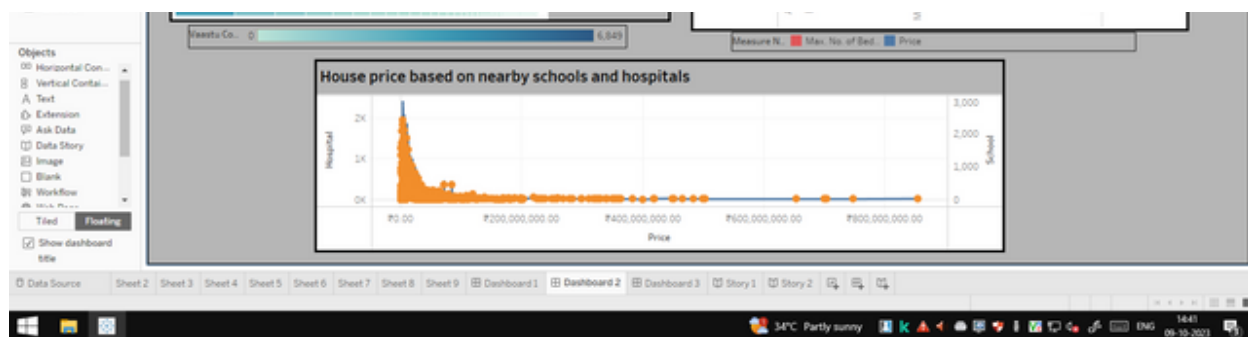 Vaastu Co.. 0 6,849
Measure N.. Max. No. of Bed.. Price
Objects
Horizontal Con...
Vertical Contai...
Text
Extension
Ask Data
Data Story
Image
Blank
Workflow
Web Page
Tiled Floating
Show dashboard
title
House price based on nearby schools and hospitals
Hospital
2K
1K
0K
3,000
2,000
1,000
0
School
₹0.00 ₹200,000,000.00 ₹400,000,000.00 ₹600,000,000.00 ₹800,000,000.00
Price
Data Source Sheet 2 Sheet 3 Sheet 4 Sheet 5 Sheet 6 Sheet 7 Sheet 8 Sheet 9 Dashboard 1 Dashboard 2 Dashboard 3 Story 1 Story 2
34°C Partly sunny ENG 14:41
09-10-2023